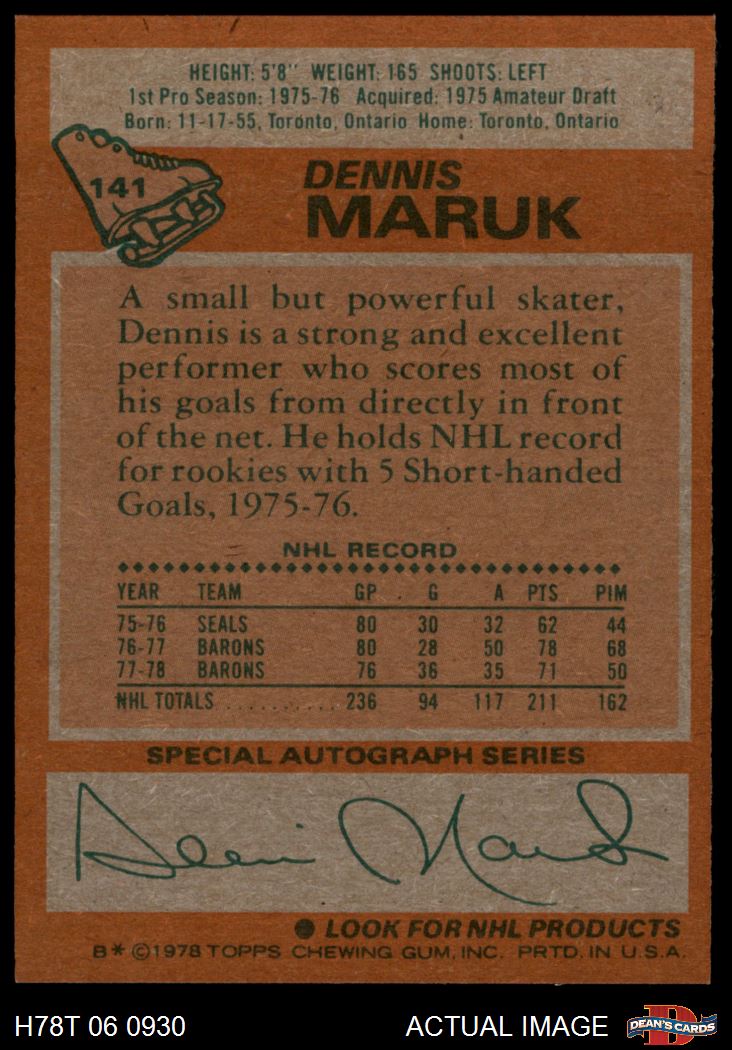 HEIGHT: 5'8" WEIGHT: 165 SHOOTS: LEFT
1st Pro Season: 1975-76 Acquired: 1975 Amateur Draft
Born: 11-17-55, Toronto, Ontario Home: Toronto, Ontario
141
DENNIS
MARUK
A small but powerful skater,
Dennis is a strong and excellent
performer who scores most of
his goals from directly in front
of the net. He holds NHL record
for rookies with 5 Short-handed
Goals, 1975-76.
NHL RECORD
YEAR TEAM GP G A PTS PIM
75-76 SEALS 80 30 32 62 44
76-77 BARONS 80 28 50 78 68
77-78 BARONS 76 36 35 71 50
NHL TOTALS ........... 236 94 117 211 162
SPECIAL AUTOGRAPH SERIES
Dennis Maruk
LOOK FOR NHL PRODUCTS
B* ©1978 TOPPS CHEWING GUM, INC. PRTD. IN U.S.A.
H78T 06 0930 ACTUAL IMAGE DEAN'S CARDS